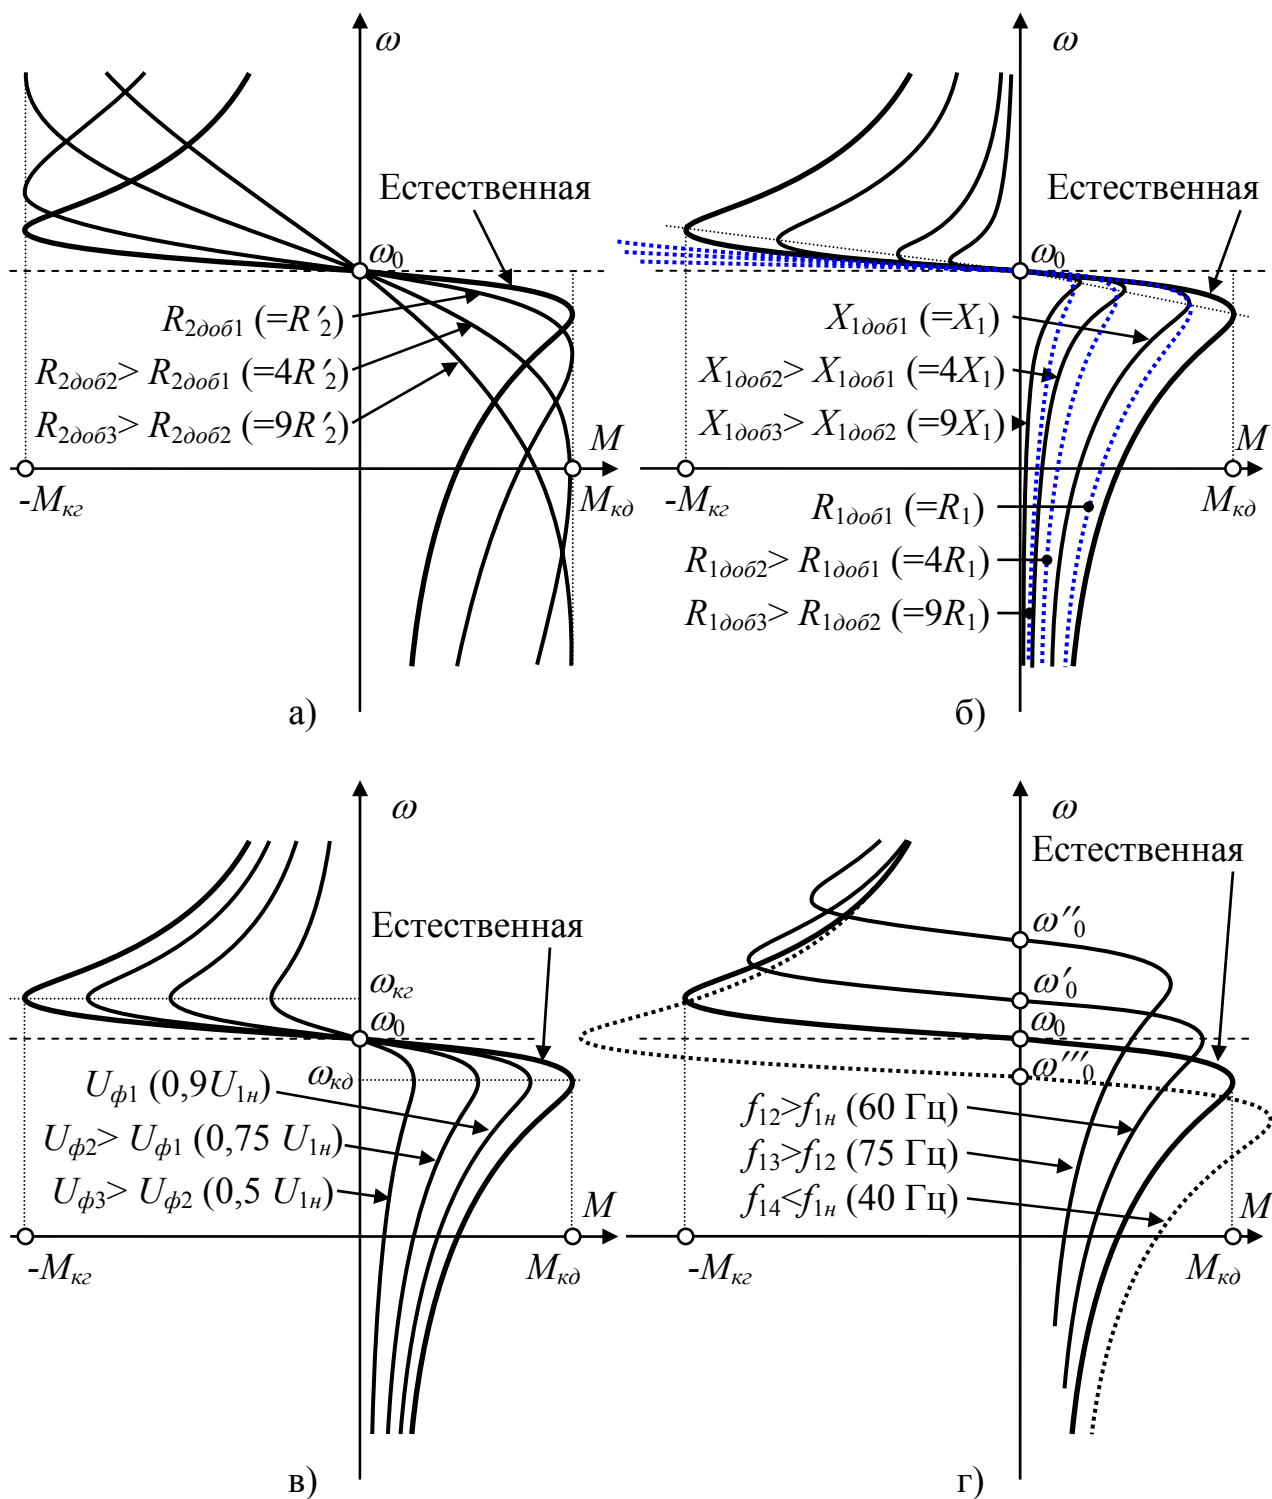 ω
Естественная
ω₀
R₂доб1 (=R′₂)
R₂доб2> R₂доб1 (=4R′₂)
R₂доб3> R₂доб2 (=9R′₂)
M
-Mкг
Mкд
а)
ω
Естественная
ω₀
X₁доб1 (=X₁)
X₁доб2> X₁доб1 (=4X₁)
X₁доб3> X₁доб2 (=9X₁)
M
-Mкг
Mкд
R₁доб1 (=R₁)
R₁доб2> R₁доб1 (=4R₁)
R₁доб3> R₁доб2 (=9R₁)
б)
ω
Естественная
ωкг
ω₀
ωкд
Uф1 (0,9U₁н)
Uф2> Uф1 (0,75 U₁н)
Uф3> Uф2 (0,5 U₁н)
M
-Mкг
Mкд
в)
ω
Естественная
ω″₀
ω′₀
ω₀
ω‴₀
f₁₂>f₁н (60 Гц)
f₁₃>f₁₂ (75 Гц)
f₁₄<f₁н (40 Гц)
M
-Mкг
Mкд
г)